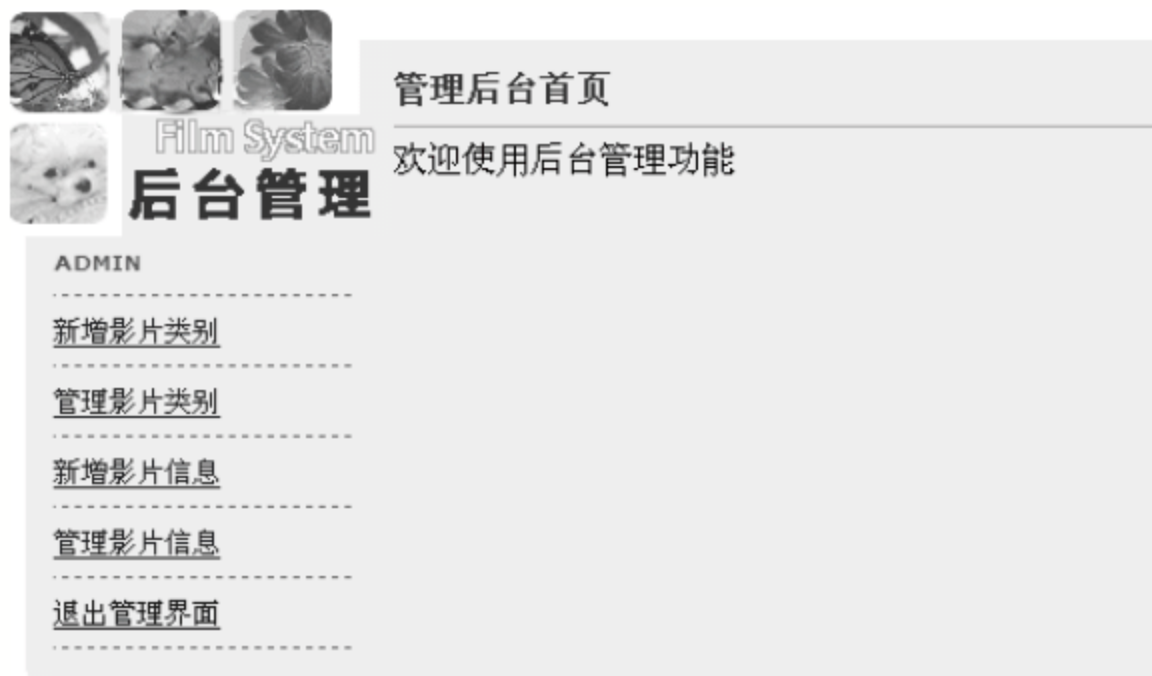 Film System
后台管理
ADMIN
新增影片类别
管理影片类别
新增影片信息
管理影片信息
退出管理界面
管理后台首页
欢迎使用后台管理功能